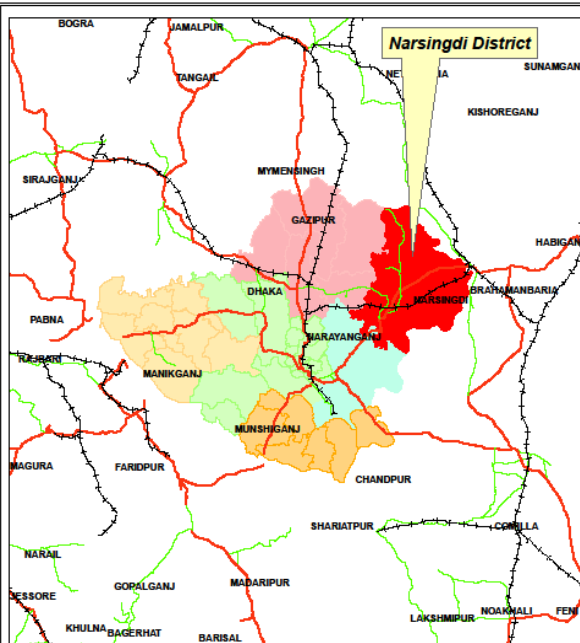 BOGRA
JAMALPUR
Narsingdi District
TANGAIL
SUNAMGAN
KISHOREGANJ
MYMENSINGH
SIRAJGANJ
GAZIPUR
HABIGAN
DHAKA
BRAHAMANBARIA
NARSINGDI
PABNA
NARAYANGANJ
RAJBARI
MANIKGANJ
MUNSHIGANJ
MAGURA
FARIDPUR
CHANDPUR
SHARIATPUR
COMILLA
NARAIL
GOPALGANJ
MADARIPUR
JESSORE
NOAKHALI
FENI
LAKSHMIPUR
KHULNA
BAGERHAT
BARISAL